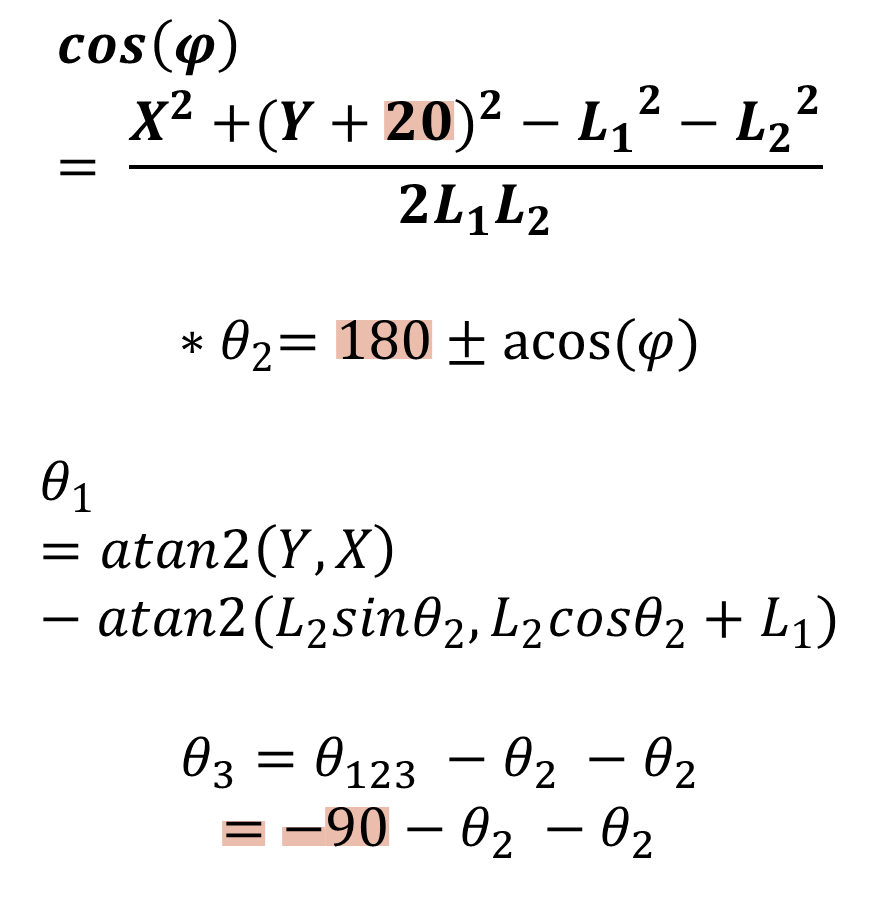 cos(φ)
= X² +(Y + 20)² − L₁² − L₂² / 2L₁L₂
* θ₂= 180 ± acos(φ)
θ₁
= atan2(Y, X)
− atan2(L₂sinθ₂, L₂cosθ₂ + L₁)
θ₃ = θ₁₂₃ − θ₂ − θ₂
= −90 − θ₂ − θ₂